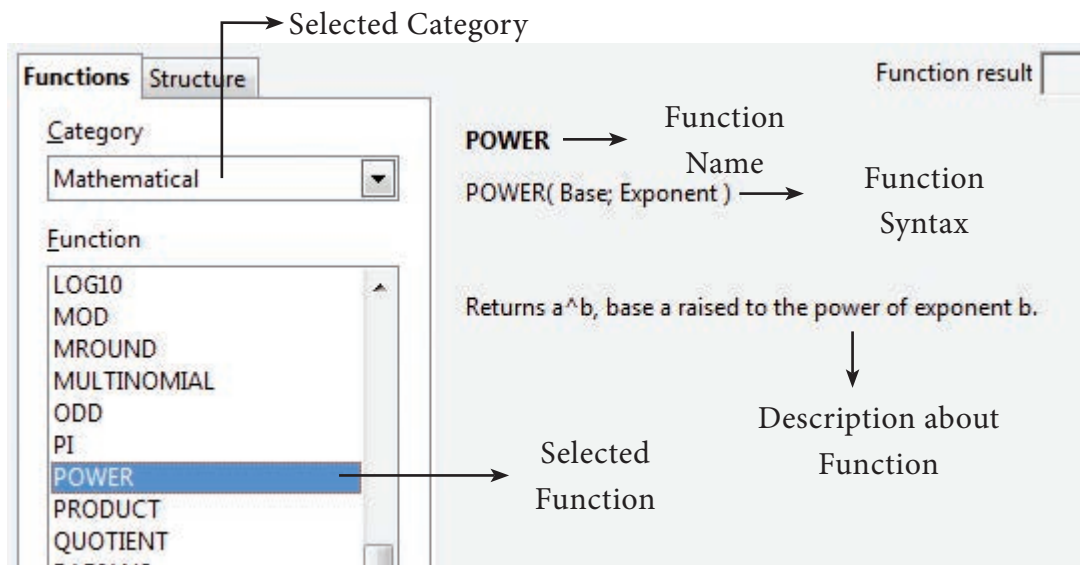 Selected Category
Functions Structure
Function result
Category
Mathematical
POWER
Function
Name
POWER( Base; Exponent )
Function
Syntax
Function
LOG10
MOD
MROUND
MULTINOMIAL
ODD
PI
POWER
PRODUCT
QUOTIENT
Returns a^b, base a raised to the power of exponent b.
Description about
Function
Selected
Function